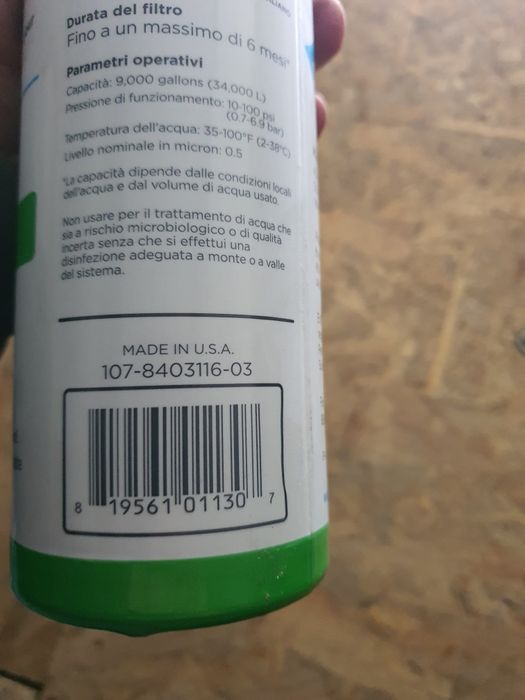 ITALIANO
Durata del filtro
Fino a un massimo di 6 mesi*
Parametri operativi
Capacità: 9,000 gallons (34,000 L)
Pressione di funzionamento: 10-100 psi
(0.7-6.9 bar)
Temperatura dell'acqua: 35-100°F (2-38°C)
Livello nominale in micron: 0.5
*La capacità dipende dalle condizioni locali
dell'acqua e dal volume di acqua usato.
Non usare per il trattamento di acqua che
sia a rischio microbiologico o di qualità
incerta senza che si effettui una
disinfezione adeguata a monte o a valle
del sistema.
MADE IN U.S.A.
107-8403116-03
8 19561 01130 7